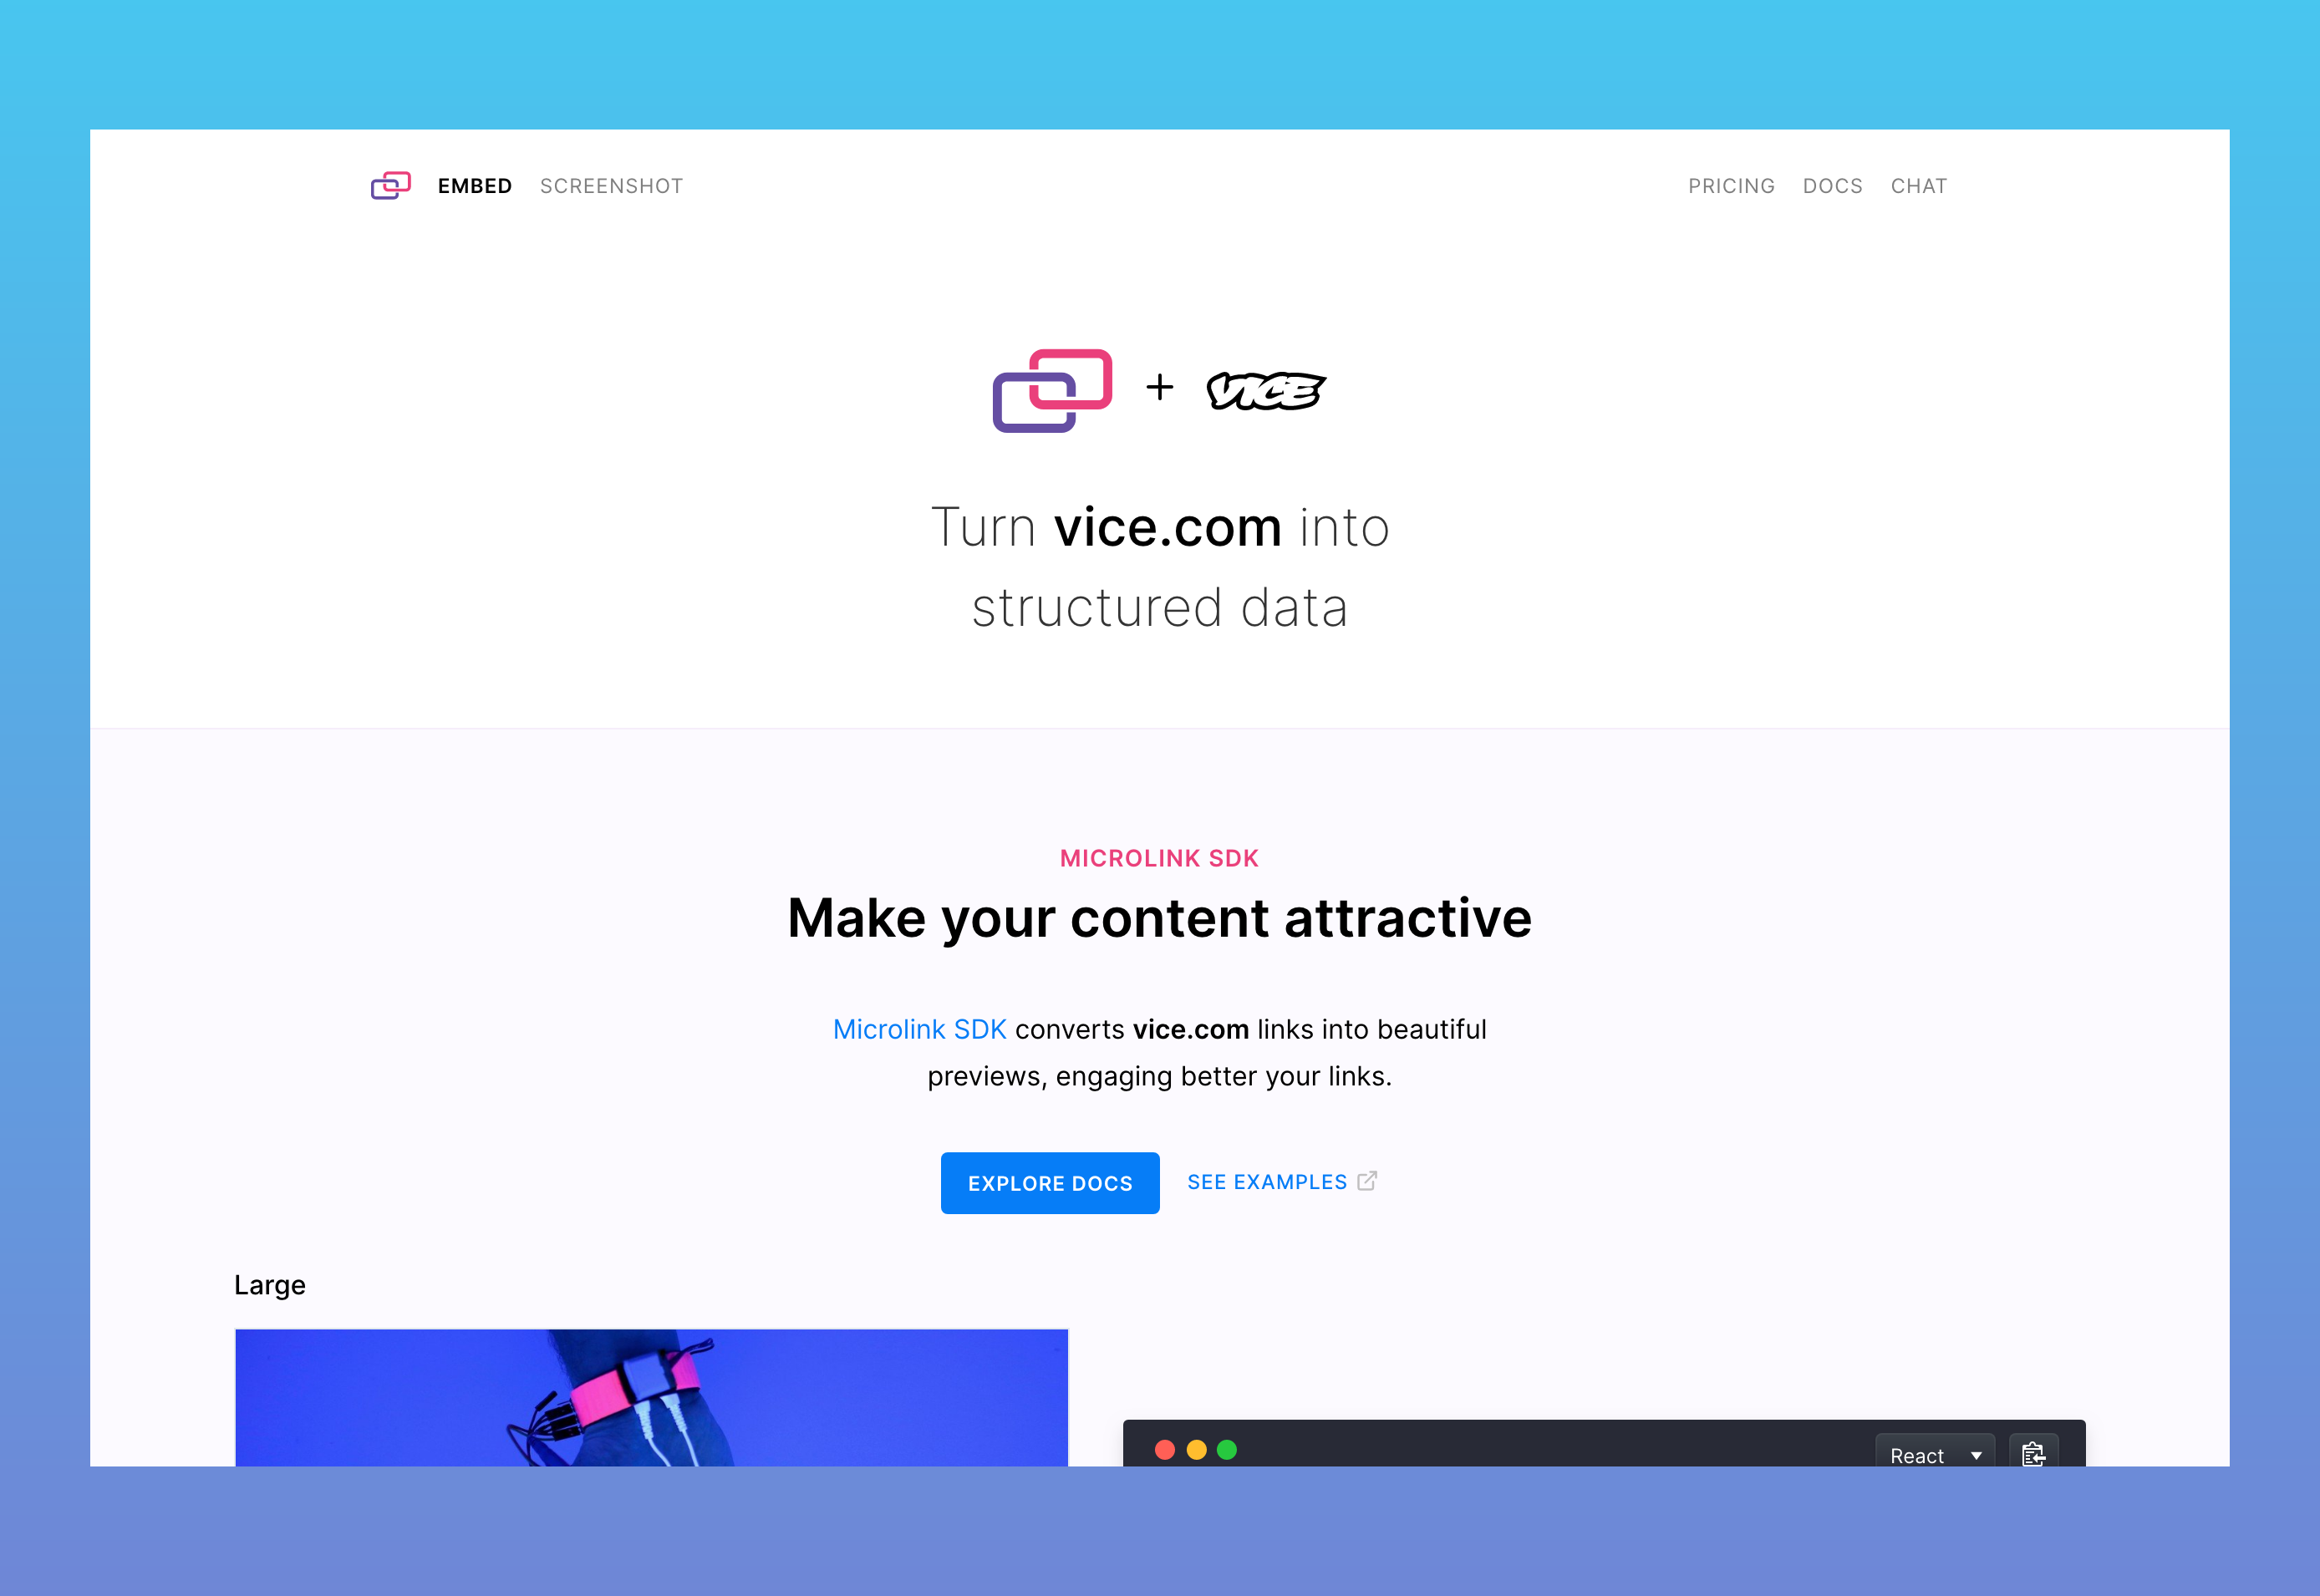 EMBED SCREENSHOT PRICING DOCS CHAT
+ VICE
Turn vice.com into
structured data
MICROLINK SDK
Make your content attractive
Microlink SDK converts vice.com links into beautiful
previews, engaging better your links.
EXPLORE DOCS SEE EXAMPLES
Large
React